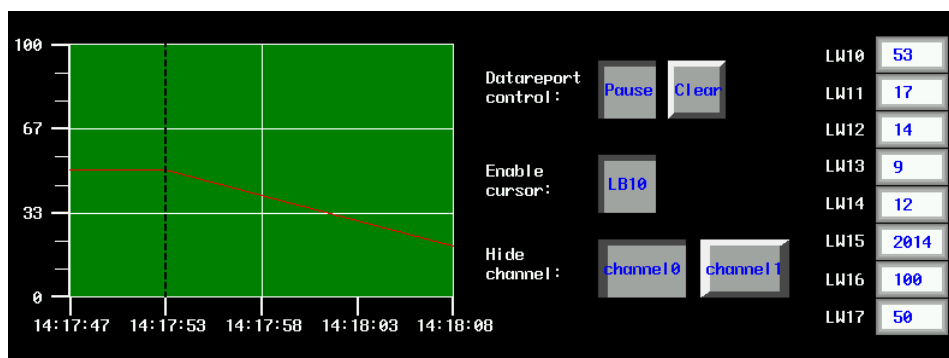 100
67
33
0
14:17:47 14:17:53 14:17:58 14:18:03 14:18:08
Datareport
control:
Pause
Clear
Enable
cursor:
LB10
Hide
channel:
channel0
channel1
LW10 53
LW11 17
LW12 14
LW13 9
LW14 12
LW15 2014
LW16 100
LW17 50